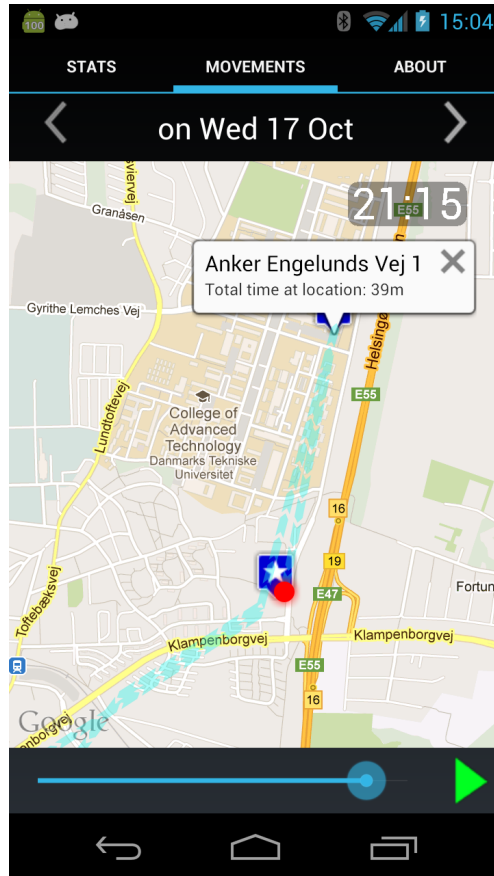 100
15:04
STATS MOVEMENTS ABOUT
on Wed 17 Oct
21:15
E55
Granåsen
Anker Engelunds Vej 1
Total time at location: 39m
Gyrithe Lemches Vej
Helsingø
E55
Lundtoftevej
College of
Advanced
Technology
Danmarks Tekniske
Universitet
16
19
E47
Fortun
Toftebæksvej
Klampenborgvej
Klampenborgvej
E55
16
Google